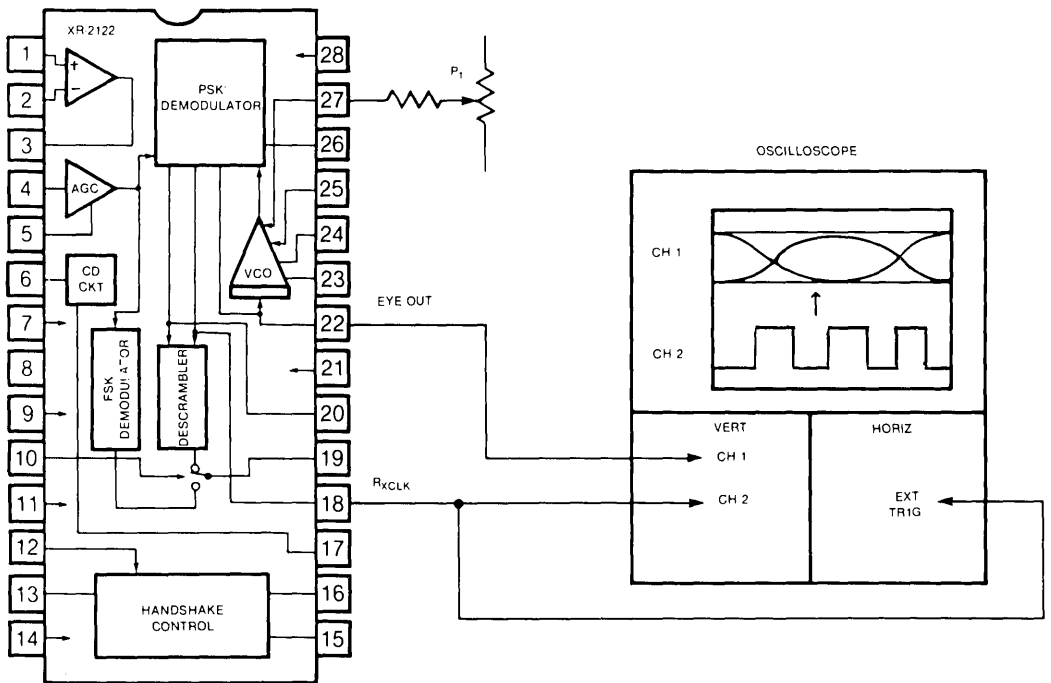 XR-2122
1
2
3
4
5
6
7
8
9
10
11
12
13
14
+
−
AGC
CD
CKT
FSK
DEMODULATOR
PSK
DEMODULATOR
VCO
DESCRAMBLER
HANDSHAKE
CONTROL
28
27
26
25
24
23
22
21
20
19
18
17
16
15
P1
EYE OUT
RXCLK
OSCILLOSCOPE
CH 1
CH 2
VERT
CH 1
CH 2
HORIZ
EXT
TR1G